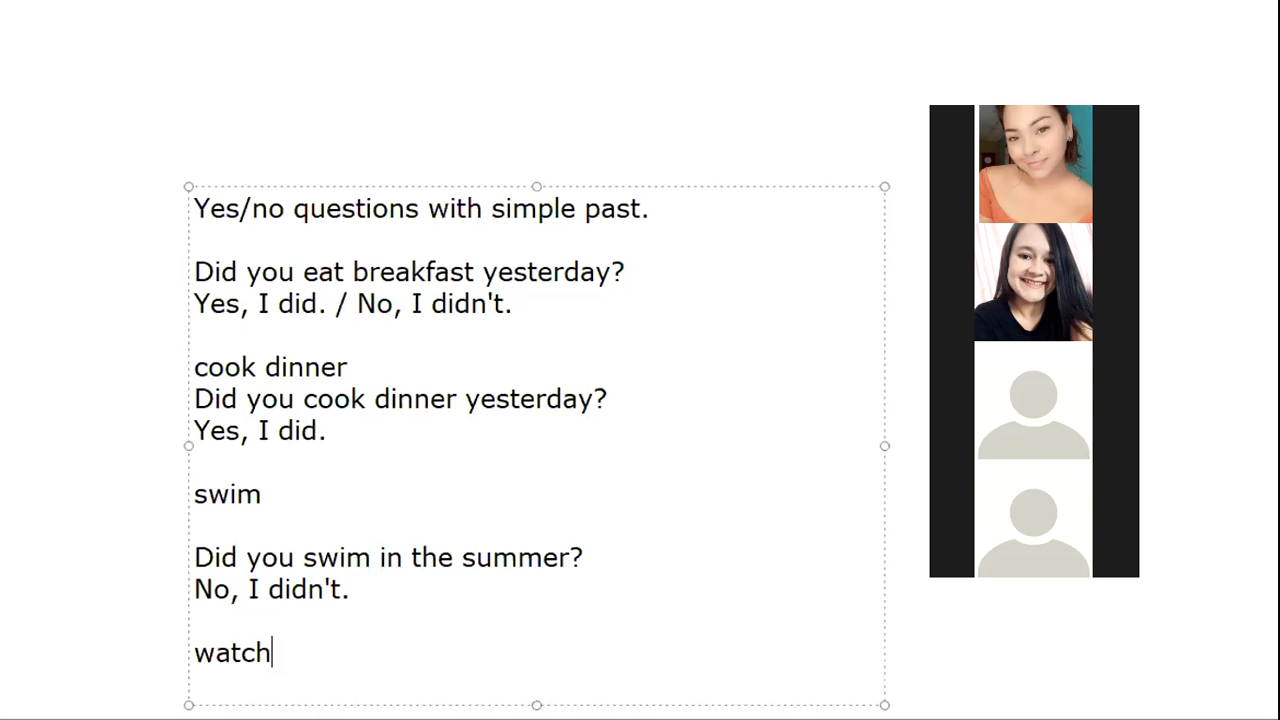 Yes/no questions with simple past.
Did you eat breakfast yesterday?
Yes, I did. / No, I didn't.
cook dinner
Did you cook dinner yesterday?
Yes, I did.
swim
Did you swim in the summer?
No, I didn't.
watch